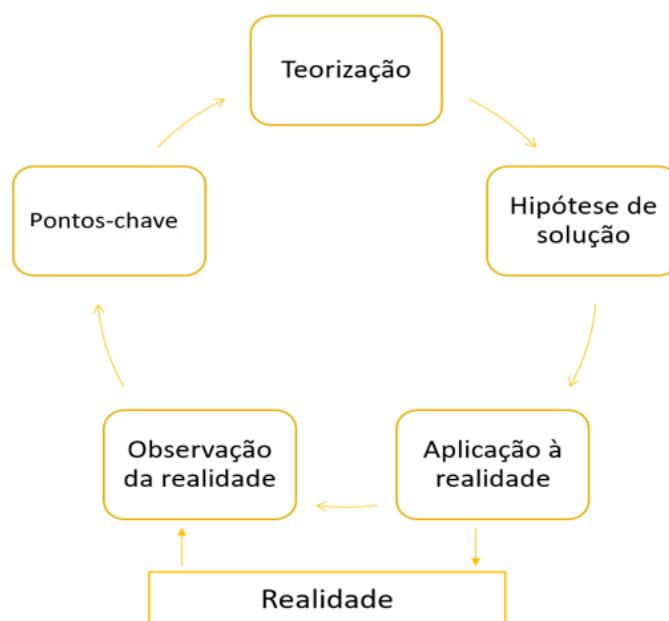 Teorização
Pontos-chave
Hipótese de
solução
Observação
da realidade
Aplicação à
realidade
Realidade